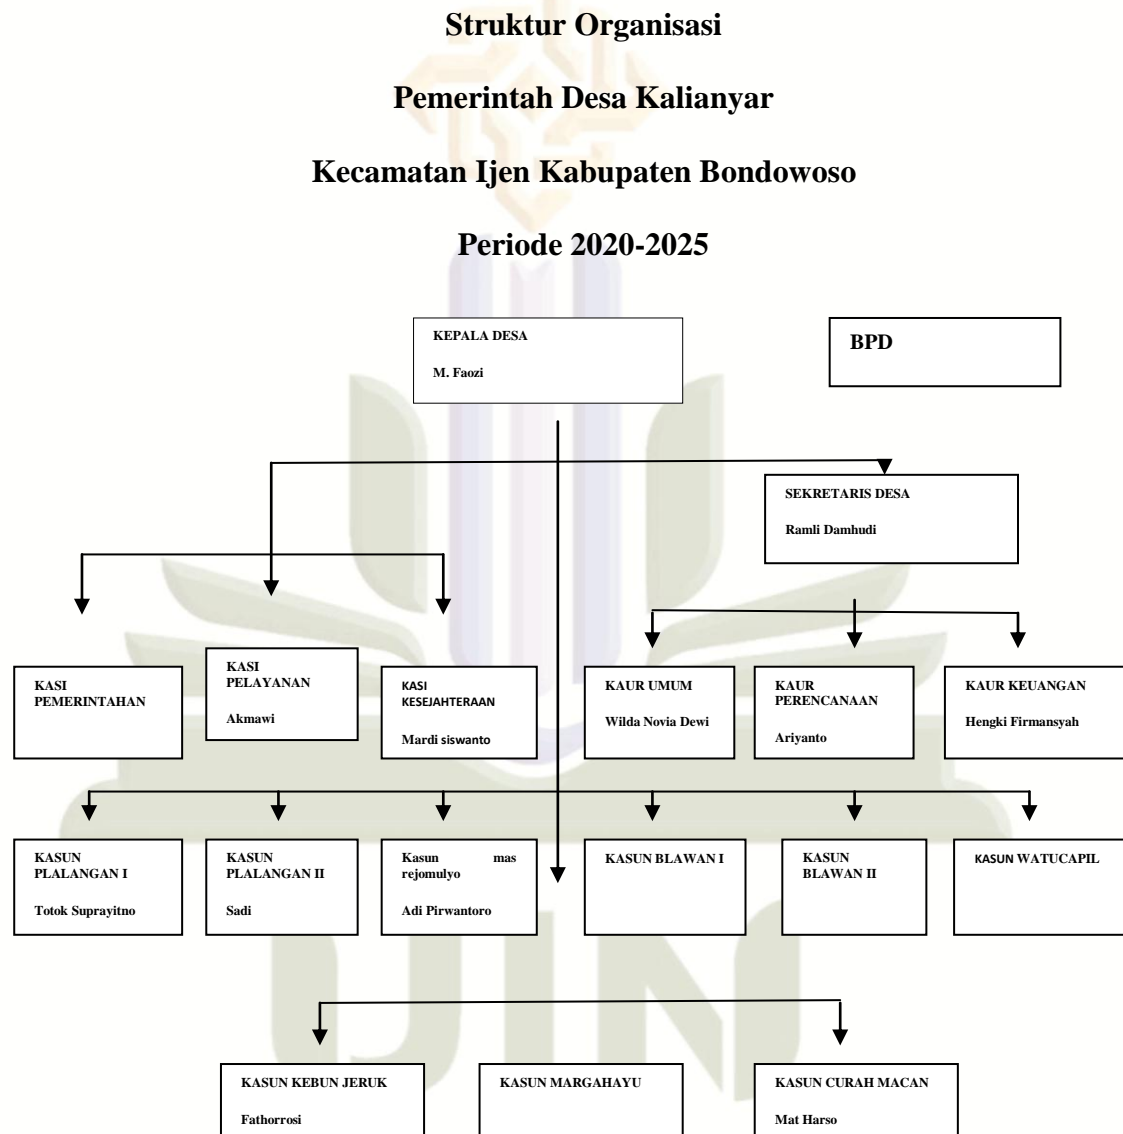 Struktur Organisasi
Pemerintah Desa Kalianyar
Kecamatan Ijen Kabupaten Bondowoso
Periode 2020-2025
KEPALA DESA
M. Faozi
BPD
SEKRETARIS DESA
Ramli Damhudi
KASI
PEMERINTAHAN
KASI
PELAYANAN
Akmawi
KASI
KESEJAHTERAAN
Mardi siswanto
KAUR UMUM
Wilda Novia Dewi
KAUR
PERENCANAAN
Ariyanto
KAUR KEUANGAN
Hengki Firmansyah
KASUN
PLALANGAN I
Totok Suprayitno
KASUN
PLALANGAN II
Sadi
Kasun mas
rejomulyo
Adi Pirwantoro
KASUN BLAWAN I
KASUN
BLAWAN II
KASUN WATUCAPIL
KASUN KEBUN JERUK
Fathorrosi
KASUN MARGAHAYU
KASUN CURAH MACAN
Mat Harso
UIN